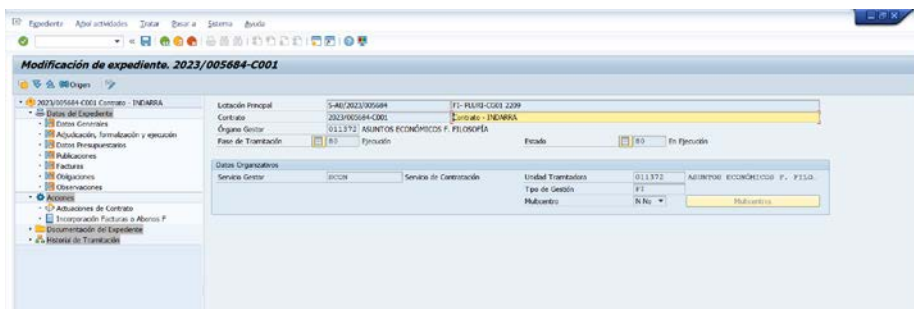 Expediente Apoi actividades Tratar Pasar a Sistema Ayuda
Modificación de expediente. 2023/005684-C001
Origen
2023/005684-C001 Contrato - INDARRA
Datos del Expediente
Datos Generales
Adjudicación, formalización y ejecución
Datos Presupuestarios
Publicaciones
Facturas
Obligaciones
Observaciones
Acciones
Actuaciones de Contrato
Incorporación Facturas o Abonos F
Documentación del Expediente
Historial de Tramitación
Licitación Principal S-A0/2023/005684 FI- PLURI-CG01 2209
Contrato 2023/005684-C001 Contrato - INDARRA
Órgano Gestor 011372 ASUNTOS ECONÓMICOS F. FILOSOFÍA
Fase de Tramitación 80 Ejecución Estado 80 En Ejecución
Datos Organizativos
Servicio Gestor Servicio de Contratación Unidad Tramitadora 011372 ASUNTOS ECONÓMICOS F. FILO.
Tipo de Gestión
Multicentro N No Multicentros